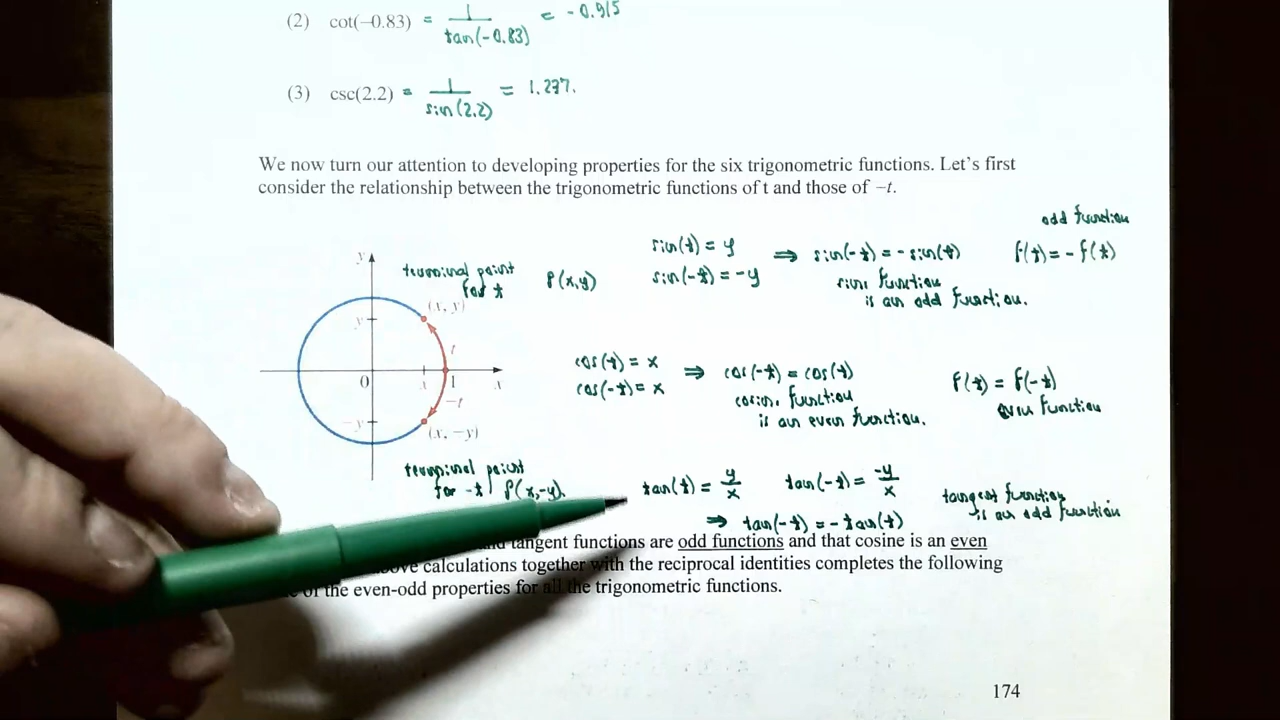 (2) cot(−0.83) = 1/tan(-0.83) = -0.915
(3) csc(2.2) = 1/sin(2.2) = 1.237.
We now turn our attention to developing properties for the six trigonometric functions. Let's first
consider the relationship between the trigonometric functions of t and those of −t.
odd function
sin(t) = y ⇒ sin(-t) = -sin(t) f(t) = - f(t)
sin(-t) = -y
sine function
is an odd function.
y
terminal point
for t P(x,y)
(x, y)
y
t
0 x 1 x
-t
-y
(x, −y)
cos(t) = x ⇒ cos(-t) = cos(t) f(t) = f(-t)
cos(-t) = x
cosine function
is an even function.
even function
terminal point
for -t P(x,-y).
tan(t) = y/x tan(-t) = -y/x
⇒ tan(-t) = - tan(t)
tangent function
is an odd function
tangent functions are odd functions and that cosine is an even
calculations together with the reciprocal identities completes the following
the even-odd properties for all the trigonometric functions.
174